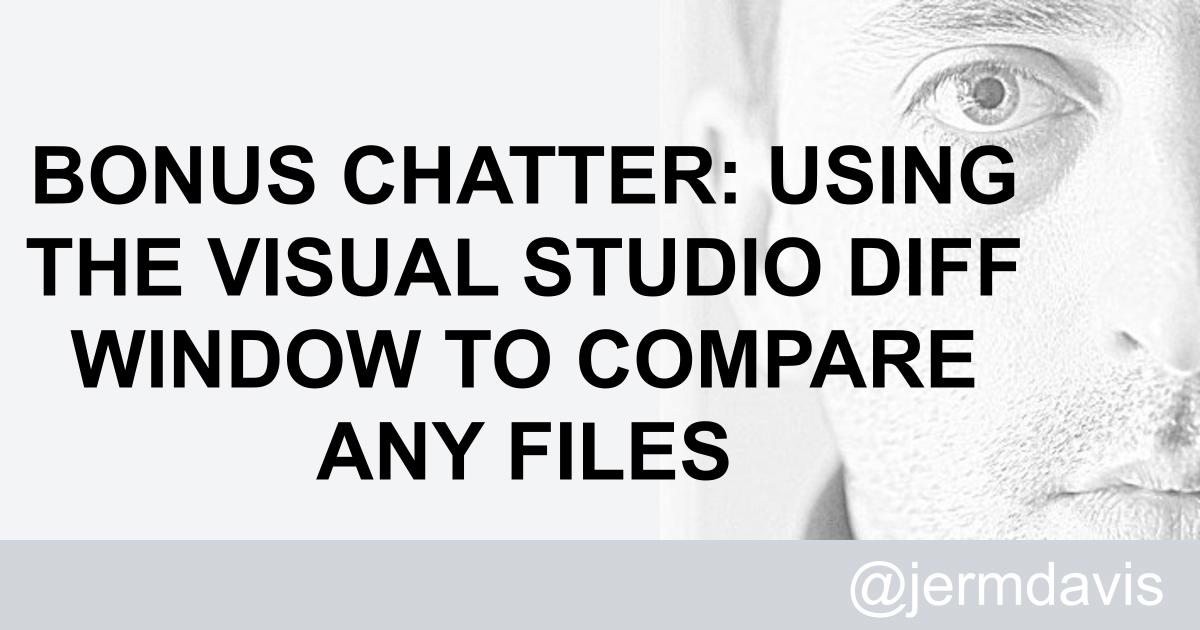 BONUS CHATTER: USING
THE VISUAL STUDIO DIFF
WINDOW TO COMPARE
ANY FILES
@jermdavis